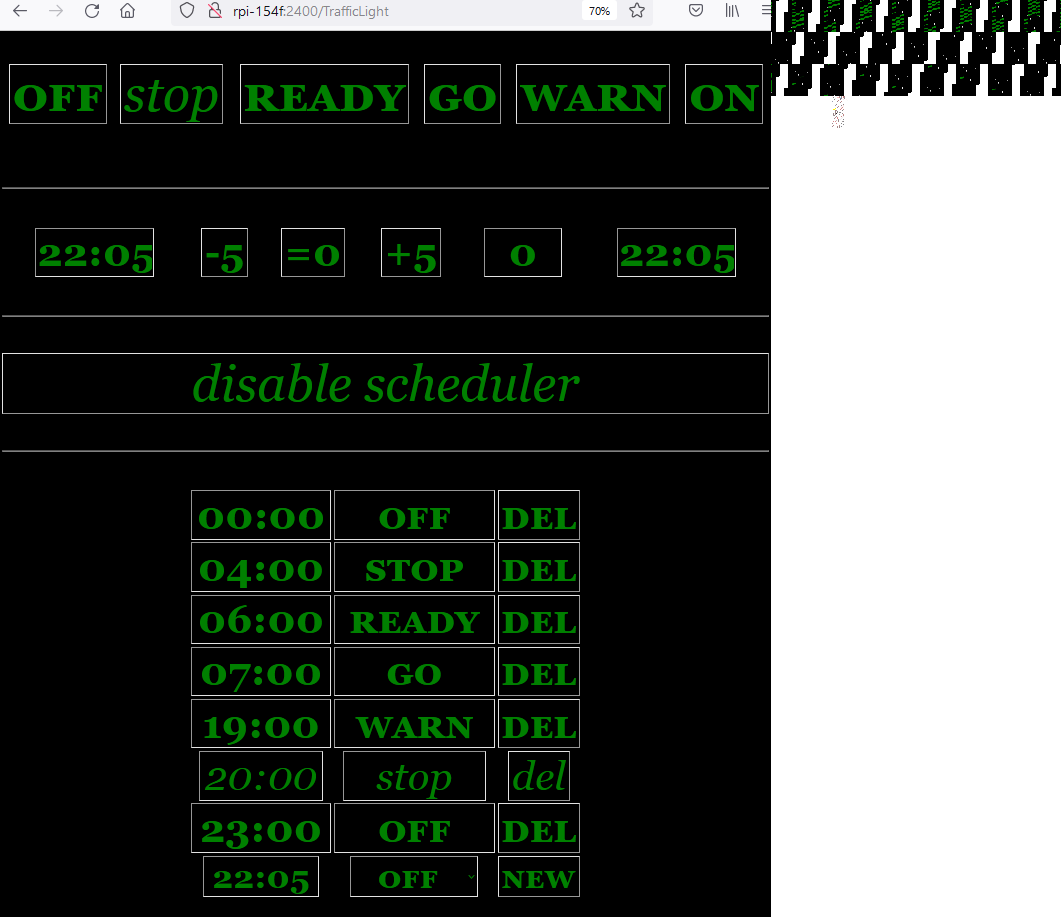 rpi-154f:2400/TrafficLight 70%
OFF stop READY GO WARN ON
22:05 -5 =0 +5 0 22:05
disable scheduler
00:00 OFF DEL
04:00 STOP DEL
06:00 READY DEL
07:00 GO DEL
19:00 WARN DEL
20:00 stop del
23:00 OFF DEL
22:05 OFF NEW